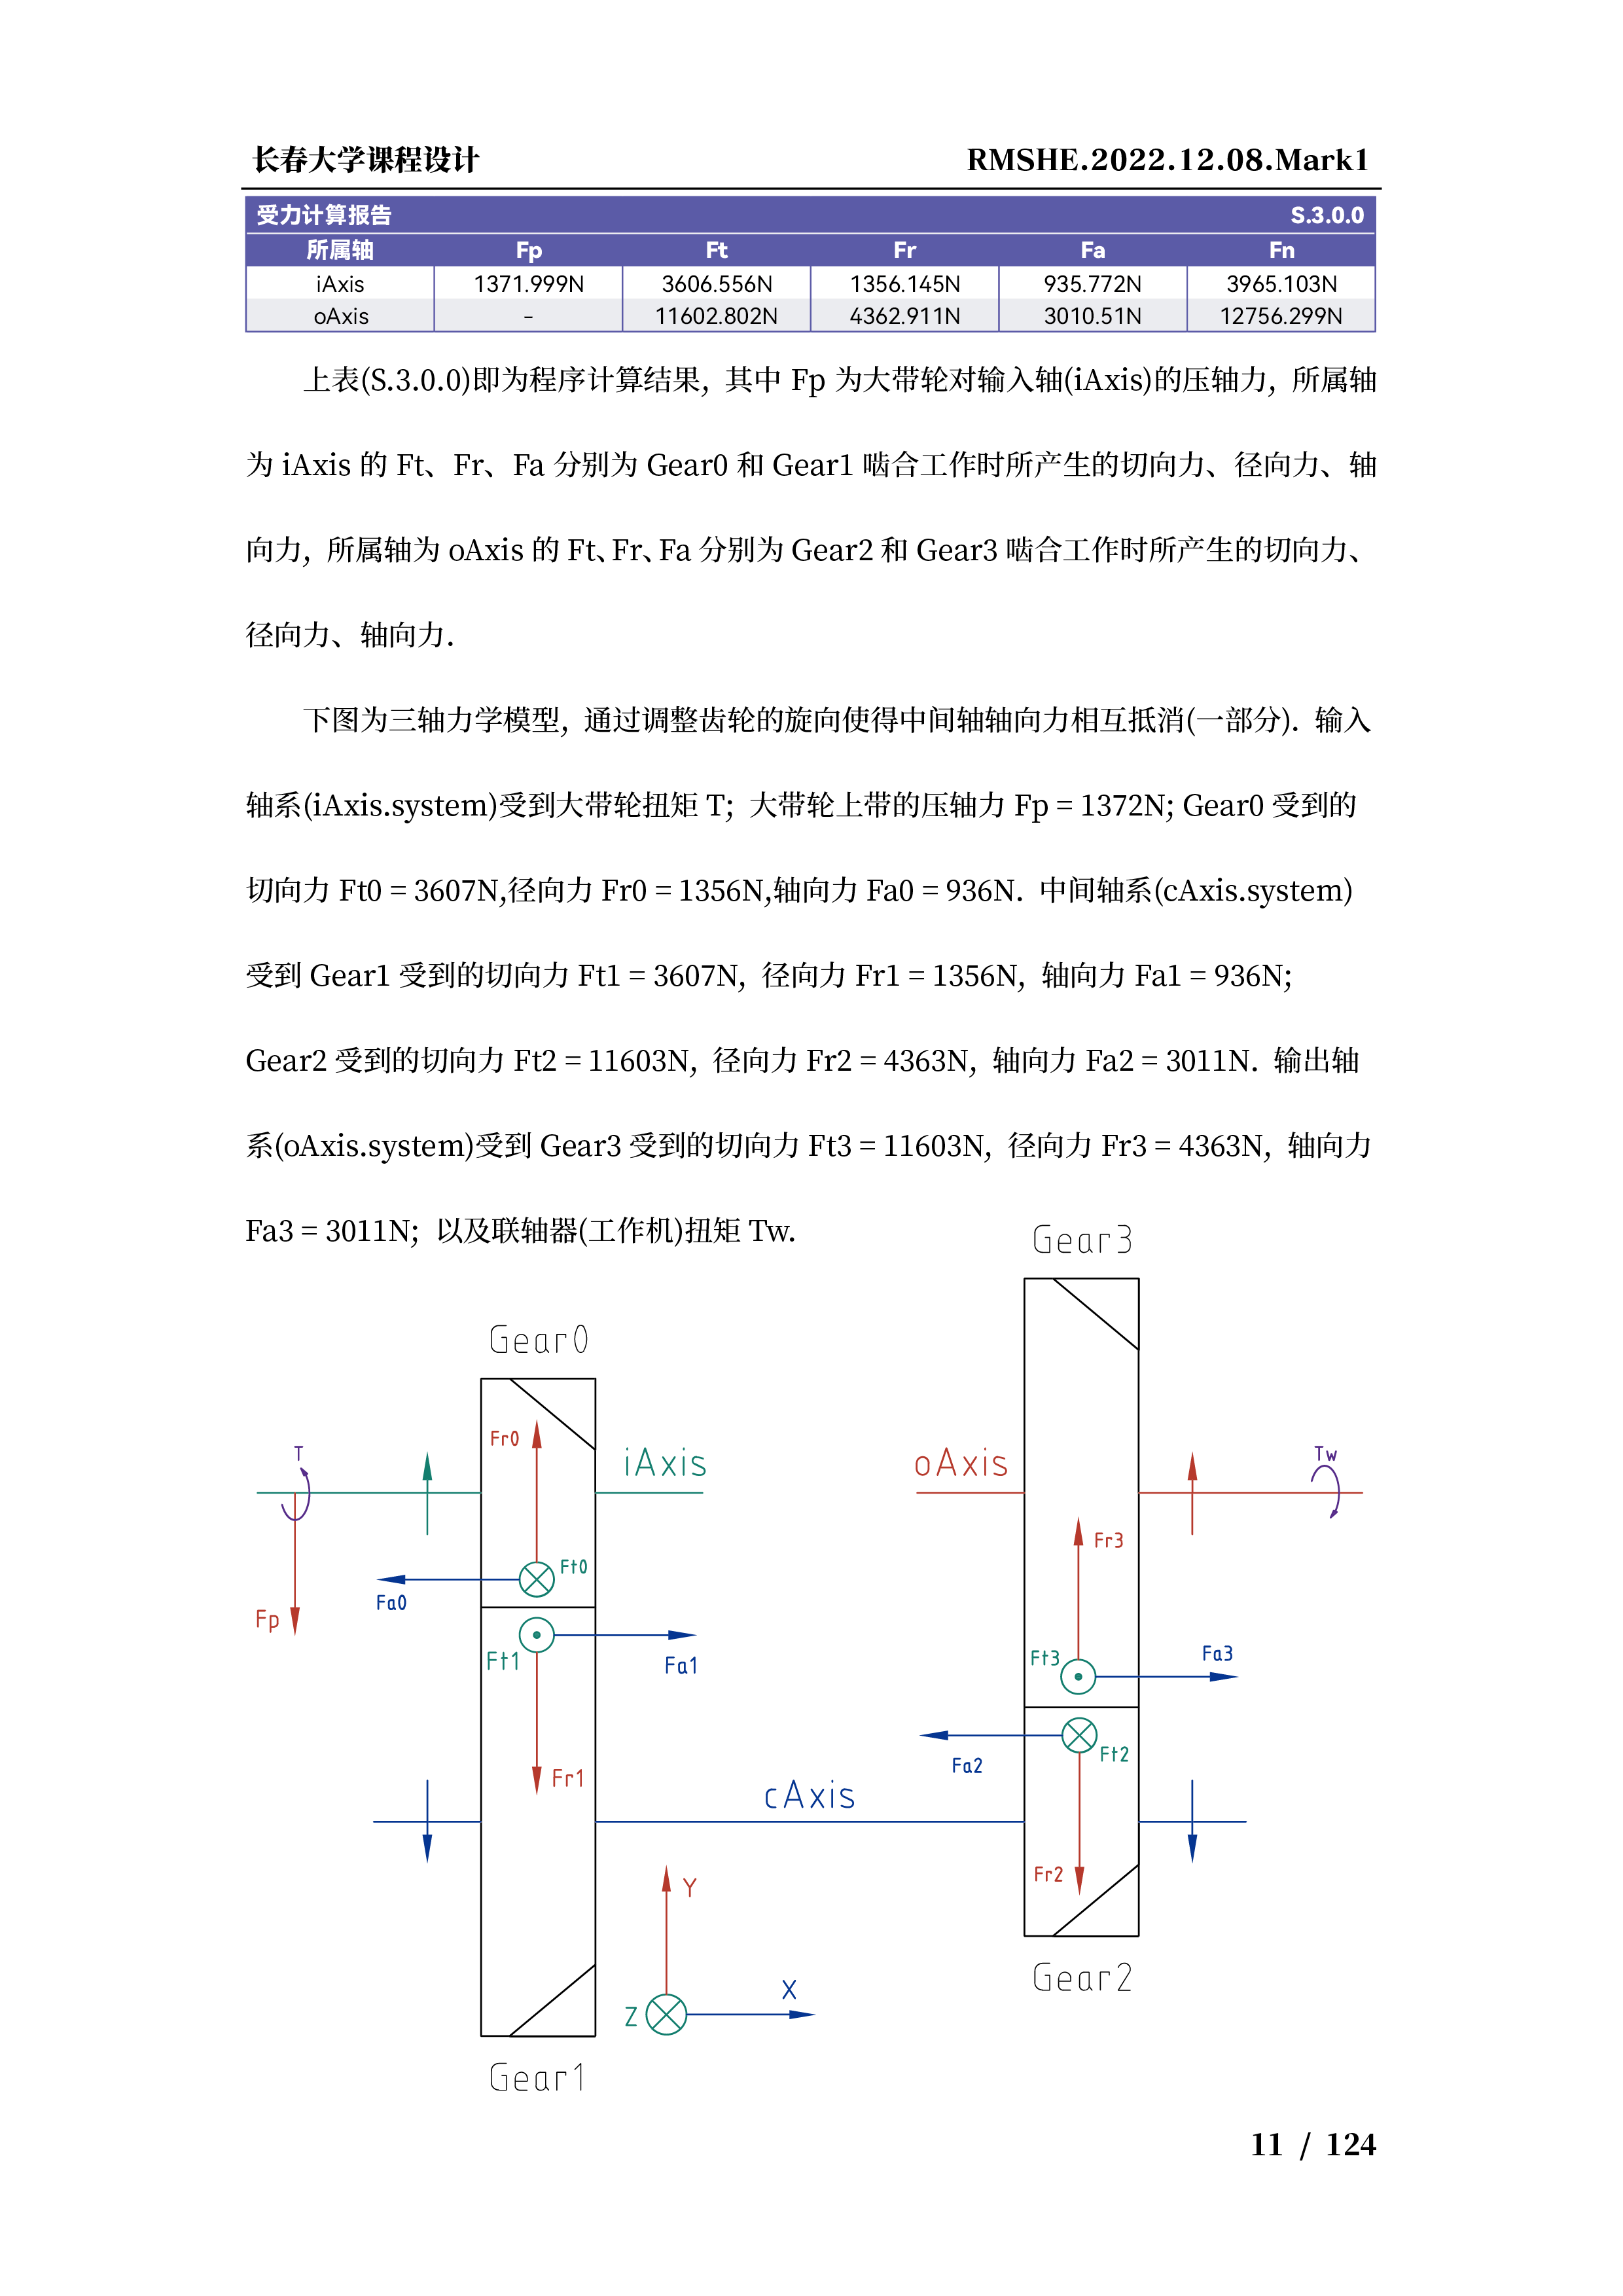 长春大学课程设计 RMSHE.2022.12.08.Mark1
受力计算报告 S.3.0.0
所属轴 Fp Ft Fr Fa Fn
iAxis 1371.999N 3606.556N 1356.145N 935.772N 3965.103N
oAxis - 11602.802N 4362.911N 3010.51N 12756.299N
上表(S.3.0.0)即为程序计算结果, 其中 Fp 为大带轮对输入轴(iAxis)的压轴力, 所属轴
为 iAxis 的 Ft、Fr、Fa 分别为 Gear0 和 Gear1 啮合工作时所产生的切向力、径向力、轴
向力, 所属轴为 oAxis 的 Ft、Fr、Fa 分别为 Gear2 和 Gear3 啮合工作时所产生的切向力、
径向力、轴向力.
下图为三轴力学模型, 通过调整齿轮的旋向使得中间轴轴向力相互抵消(一部分). 输入
轴系(iAxis.system)受到大带轮扭矩 T; 大带轮上带的压轴力 Fp = 1372N; Gear0 受到的
切向力 Ft0 = 3607N,径向力 Fr0 = 1356N,轴向力 Fa0 = 936N. 中间轴系(cAxis.system)
受到 Gear1 受到的切向力 Ft1 = 3607N, 径向力 Fr1 = 1356N, 轴向力 Fa1 = 936N;
Gear2 受到的切向力 Ft2 = 11603N, 径向力 Fr2 = 4363N, 轴向力 Fa2 = 3011N. 输出轴
系(oAxis.system)受到 Gear3 受到的切向力 Ft3 = 11603N, 径向力 Fr3 = 4363N, 轴向力
Fa3 = 3011N; 以及联轴器(工作机)扭矩 Tw.
Gear3
Gear0
Fr0
T
iAxis
oAxis
Tw
Fr3
Ft0
Fa0
Fp
Ft1
Fa1
Ft3
Fa3
Ft2
Fa2
Fr1
cAxis
Fr2
Y
Gear2
X
Z
Gear1
11 / 124